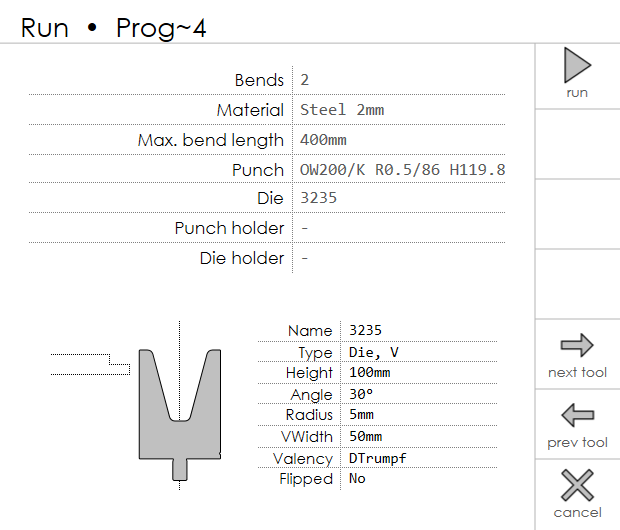 Run • Prog~4
run
Bends 2
Material Steel 2mm
Max. bend length 400mm
Punch OW200/K R0.5/86 H119.8
Die 3235
Punch holder -
Die holder -
Name 3235
Type Die, V
Height 100mm
Angle 30°
Radius 5mm
VWidth 50mm
Valency DTrumpf
Flipped No
next tool
prev tool
cancel